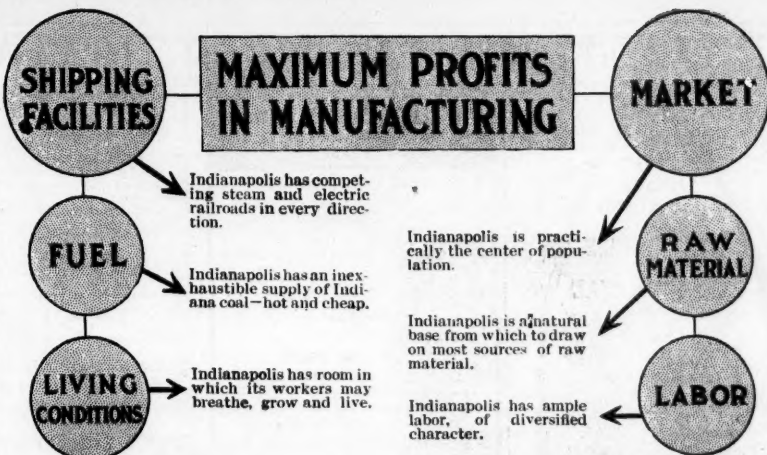 MAXIMUM PROFITS
IN MANUFACTURING
SHIPPING
FACILITIES
Indianapolis has compet-
ing steam and electric
railroads in every direc-
tion.
FUEL
Indianapolis has an inex-
haustible supply of Indi-
ana coal—hot and cheap.
LIVING
CONDITIONS
Indianapolis has room in
which its workers may
breathe, grow and live.
MARKET
Indianapolis is practi-
cally the center of popu-
lation.
RAW
MATERIAL
Indianapolis is a natural
base from which to draw
on most sources of raw
material.
LABOR
Indianapolis has ample
labor, of diversified
character.